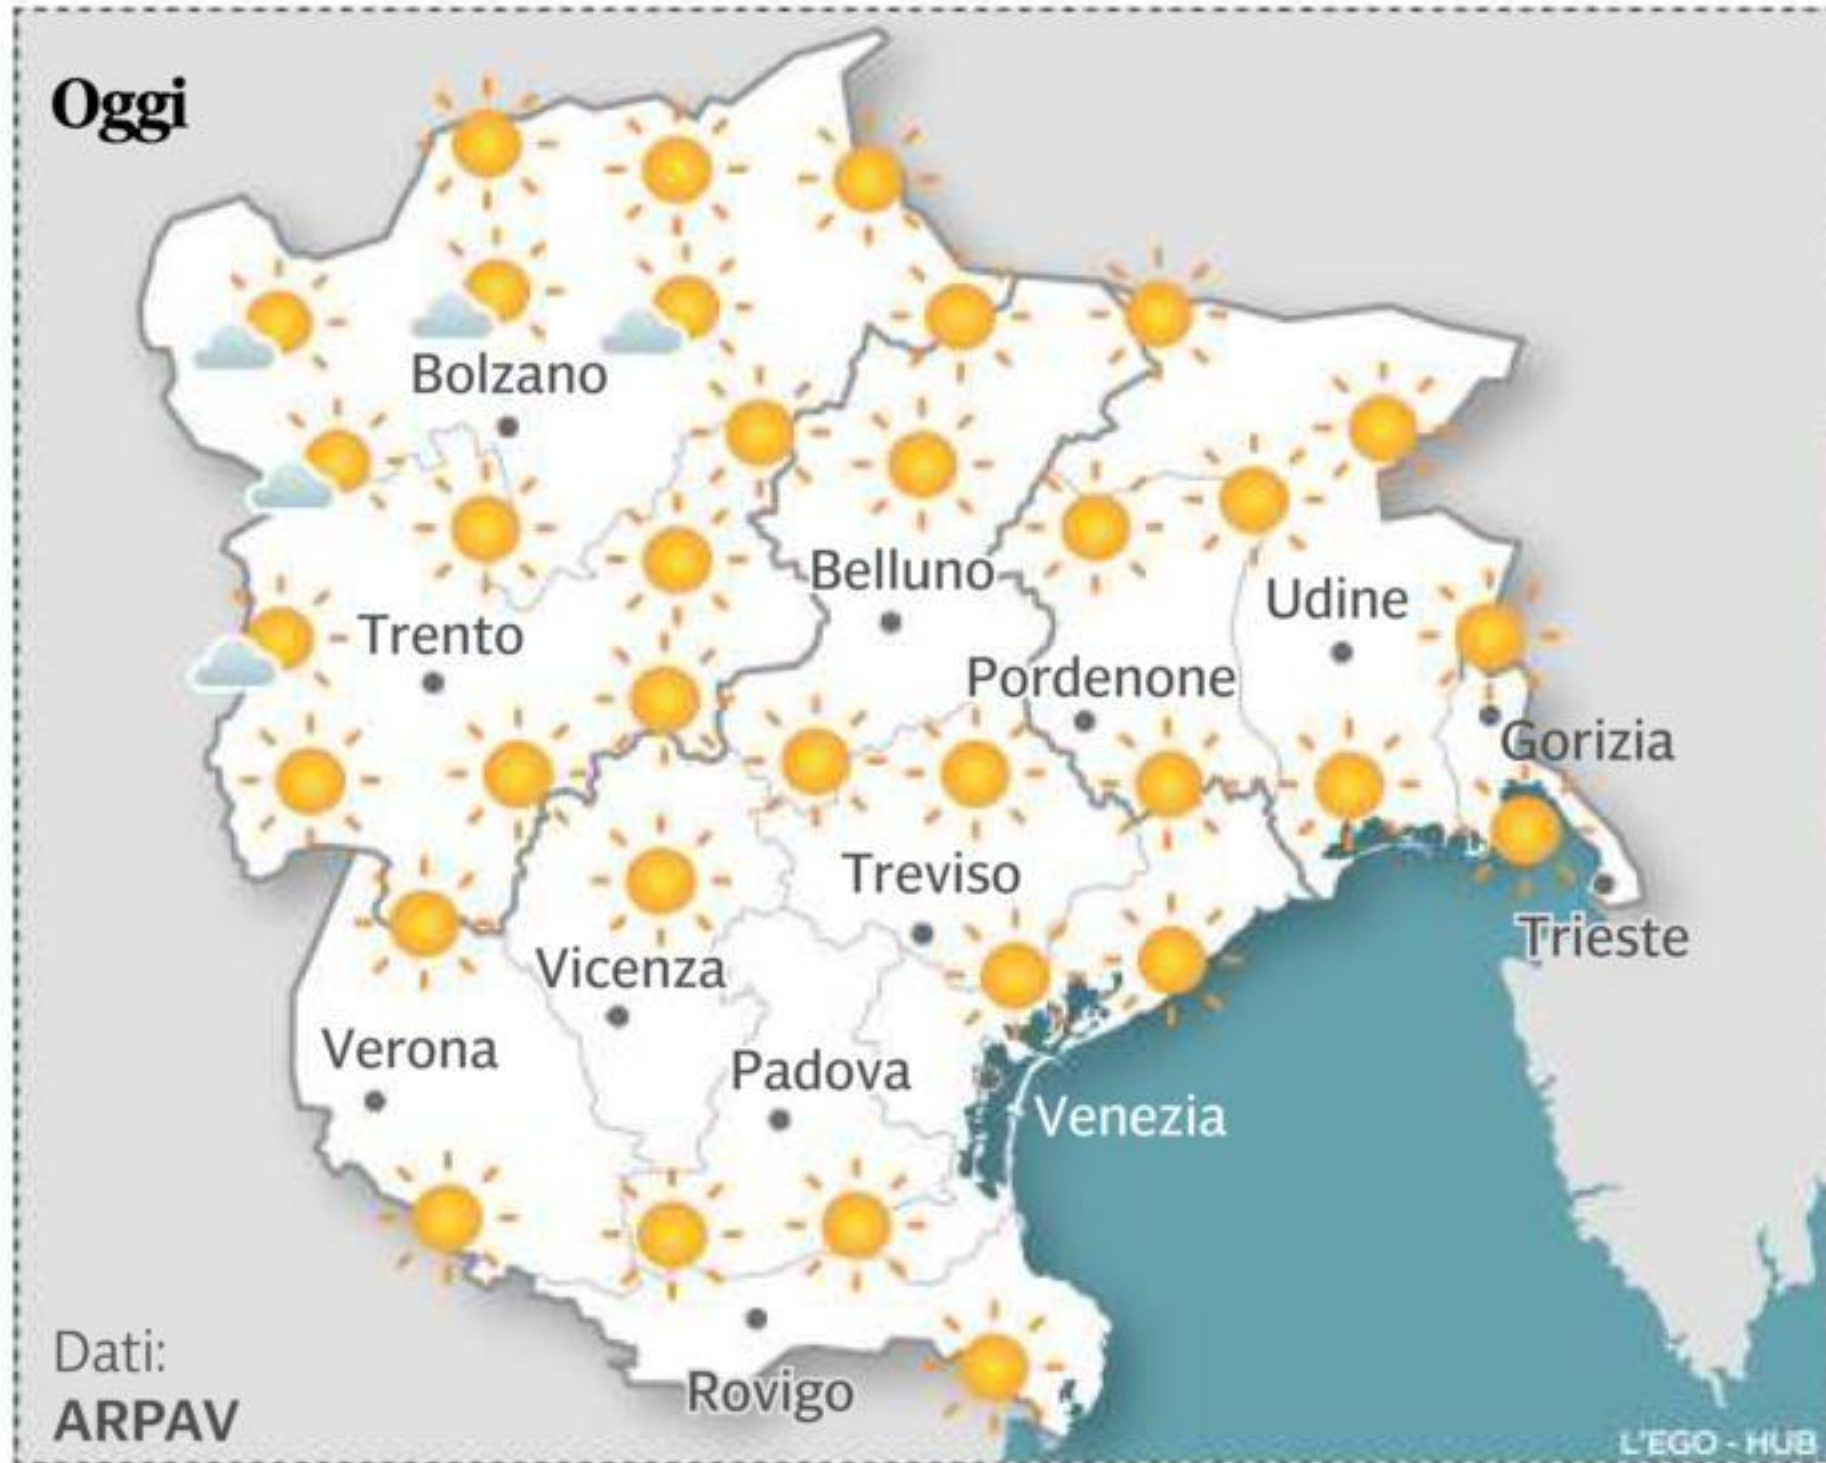 Oggi
Bolzano
Belluno
Udine
Trento
Pordenone
Gorizia
Treviso
Trieste
Vicenza
Verona
Padova
Venezia
Dati:
ARPAV
Rovigo
L'EGO - HUB